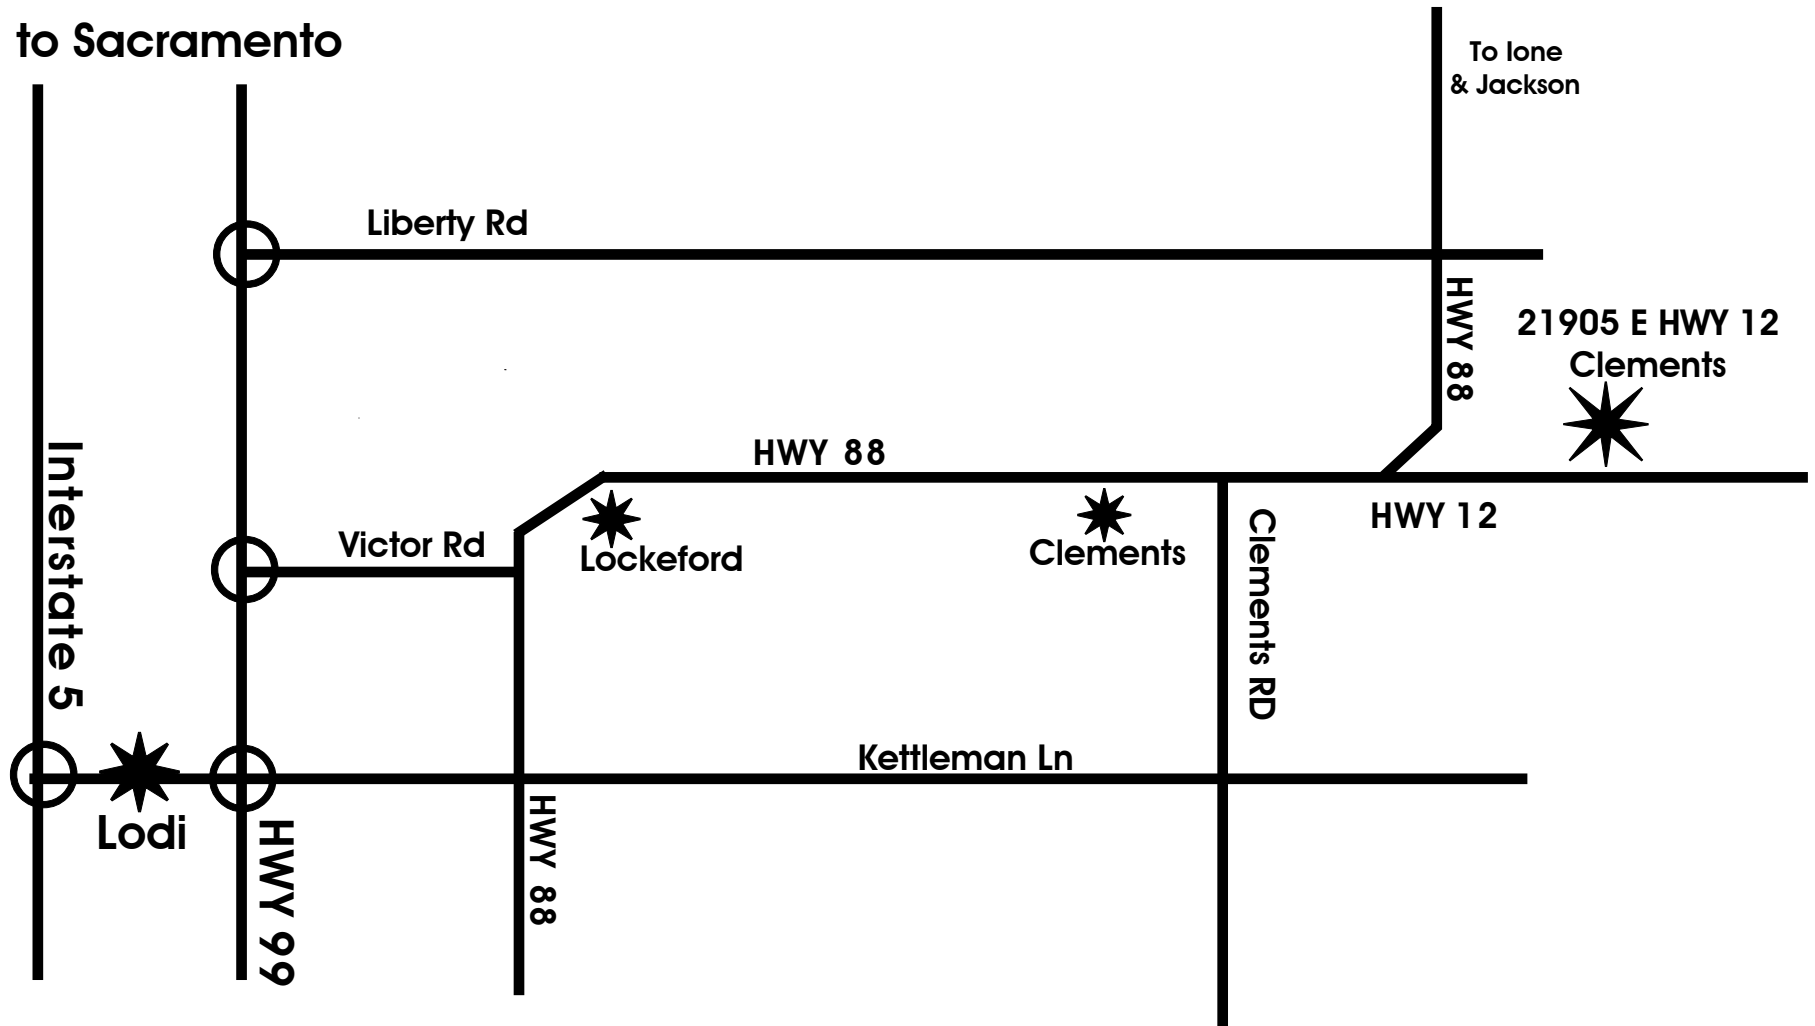 to Sacramento
To Ione
& Jackson
Liberty Rd
HWY 88
21905 E HWY 12
Clements
HWY 88
Interstate 5
Victor Rd
Lockeford
Clements
HWY 12
Clements RD
Kettleman Ln
Lodi
HWY 99
HWY 88